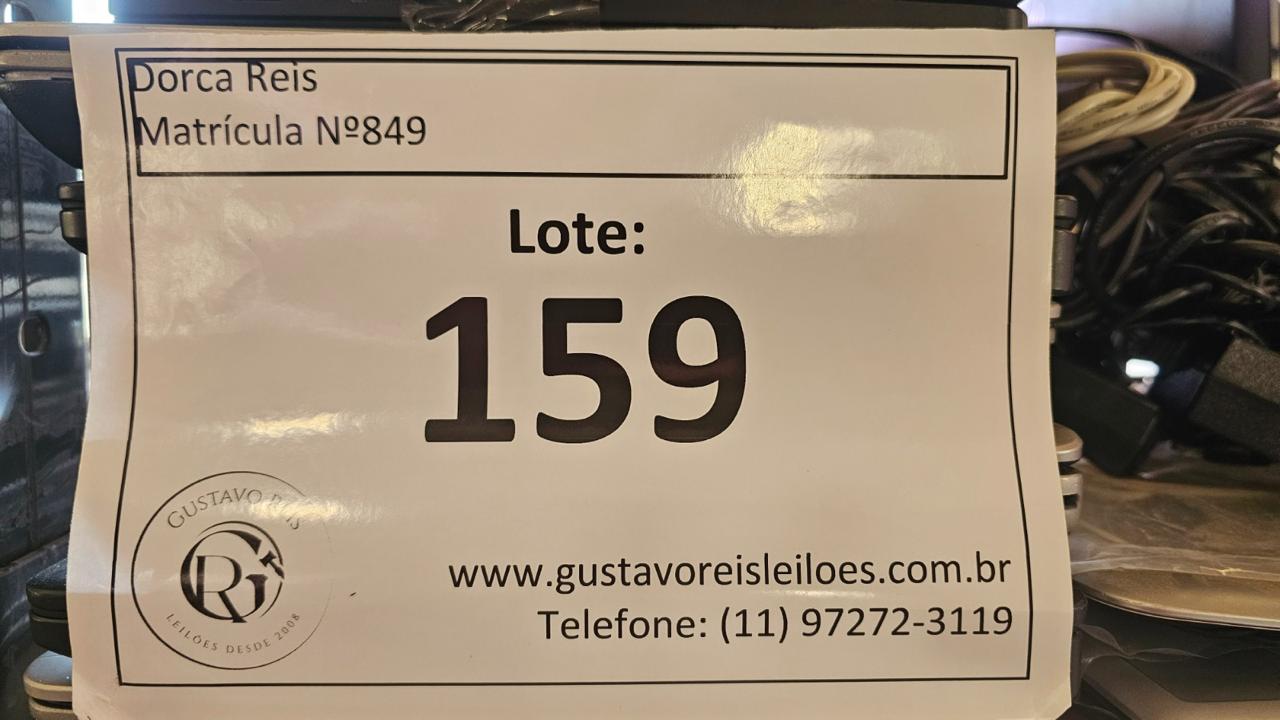 Dorca Reis
Matrícula Nº849
Lote:
159
GUSTAVO REIS
RG
LEILÕES DESDE 2008
www.gustavoreisleiloes.com.br
Telefone: (11) 97272-3119